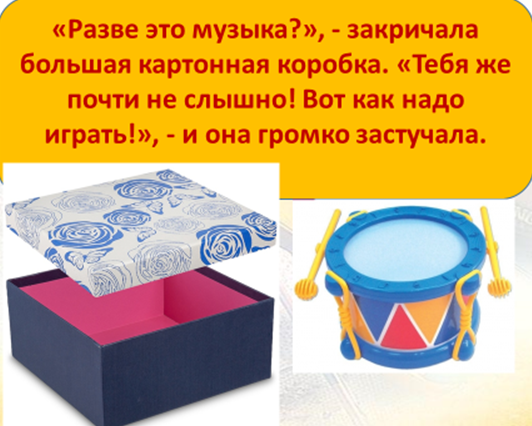 «Разве это музыка?», - закричала
большая картонная коробка. «Тебя же
почти не слышно! Вот как надо
играть!», - и она громко застучала.